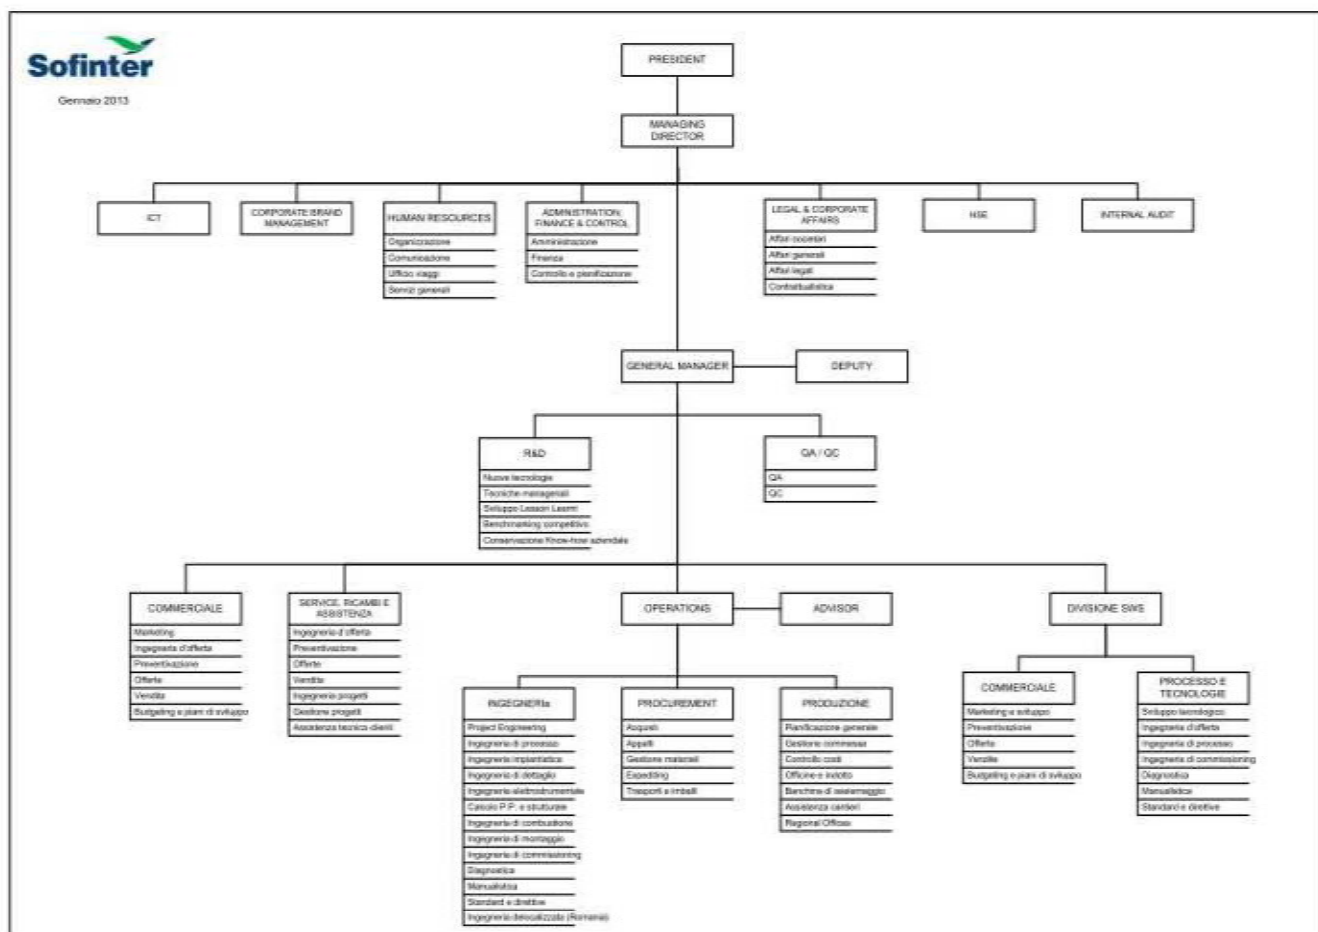 Sofinter
Gennaio 2013
PRESIDENT
MANAGING
DIRECTOR
ICT
CORPORATE BRAND
MANAGEMENT
HUMAN RESOURCES
Organizzazione
Comunicazione
Ufficio viaggi
Servizi generali
ADMINISTRATION,
FINANCE & CONTROL
Amministrazione
Finanza
Controllo e pianificazione
LEGAL & CORPORATE
AFFAIRS
Affari societari
Affari generali
Affari legali
Contrattualistica
HSE
INTERNAL AUDIT
GENERAL MANAGER
DEPUTY
R&D
Nuove tecnologie
Tecniche manageriali
Sviluppo Lesson Learnt
Benchmarking competitivo
Conservazione Know-how aziendale
QA / QC
QA
QC
COMMERCIALE
Marketing
Ingegneria d'offerta
Preventivazione
Offerte
Vendite
Budgeting e piani di sviluppo
SERVICE, RICAMBI E
ASSISTENZA
Ingegneria d'offerta
Preventivazione
Offerte
Vendite
Ingegneria progetti
Gestione progetti
Assistenza tecnica clienti
OPERATIONS
ADVISOR
DIVISIONE SWS
INGEGNERIa
Project Engineering
Ingegneria di processo
Ingegneria impiantistica
Ingegneria di dettaglio
Ingegneria elettrostrumentale
Calcolo P.P. e strutturale
Ingegneria di combustione
Ingegneria di montaggio
Ingegneria di commissioning
Diagnostica
Manualistica
Standard e direttive
Ingegneria delocalizzata (Romania)
PROCUREMENT
Acquisti
Appalti
Gestione materiali
Expediting
Trasporti e imballi
PRODUZIONE
Pianificazione generale
Gestione commessa
Controllo costi
Officine e indotto
Banchine di assiemaggio
Assistenza cantieri
Regional Offices
COMMERCIALE
Marketing e sviluppo
Preventivazione
Offerte
Vendite
Budgeting e piani di sviluppo
PROCESSO E
TECNOLOGIE
Sviluppo tecnologico
Ingegneria d'offerta
Ingegneria di processo
Ingegneria di commissioning
Diagnostica
Manualistica
Standard e direttive